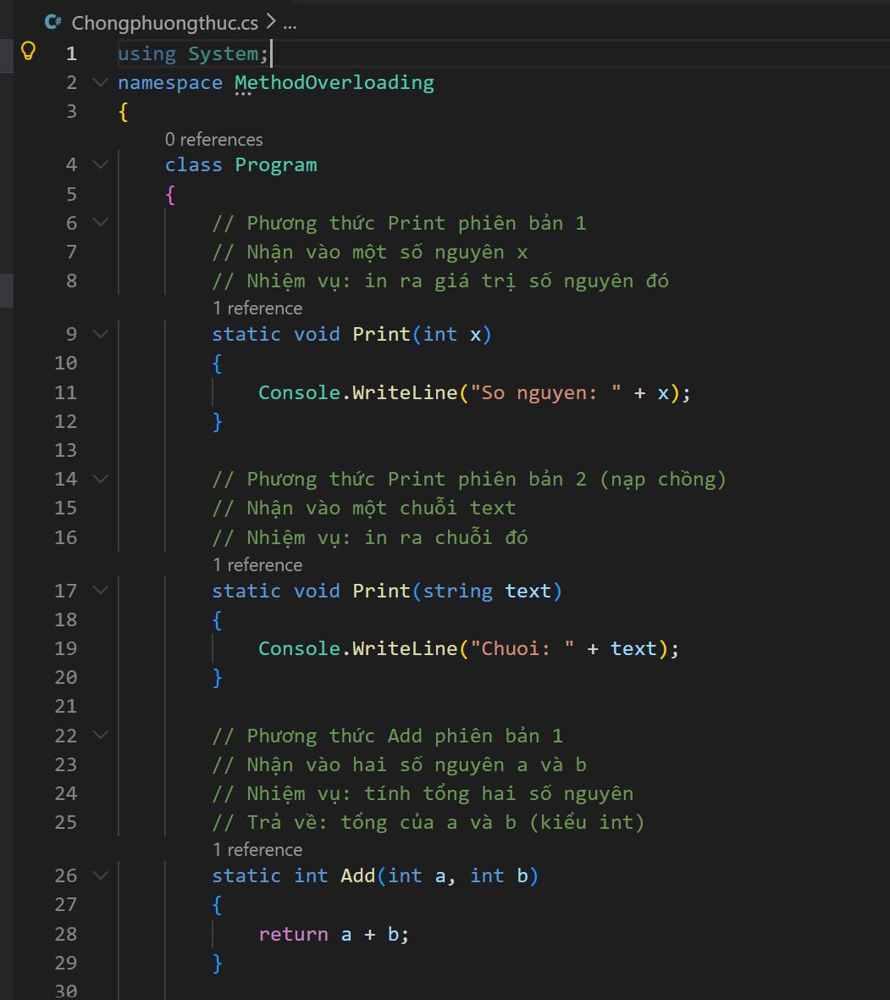 C# Chongphuongthuc.cs > ...
1 using System;
2 namespace MethodOverloading
3 {
0 references
4 class Program
5 {
6 // Phương thức Print phiên bản 1
7 // Nhận vào một số nguyên x
8 // Nhiệm vụ: in ra giá trị số nguyên đó
1 reference
9 static void Print(int x)
10 {
11 Console.WriteLine("So nguyen: " + x);
12 }
13
14 // Phương thức Print phiên bản 2 (nạp chồng)
15 // Nhận vào một chuỗi text
16 // Nhiệm vụ: in ra chuỗi đó
1 reference
17 static void Print(string text)
18 {
19 Console.WriteLine("Chuoi: " + text);
20 }
21
22 // Phương thức Add phiên bản 1
23 // Nhận vào hai số nguyên a và b
24 // Nhiệm vụ: tính tổng hai số nguyên
25 // Trả về: tổng của a và b (kiểu int)
1 reference
26 static int Add(int a, int b)
27 {
28 return a + b;
29 }
30